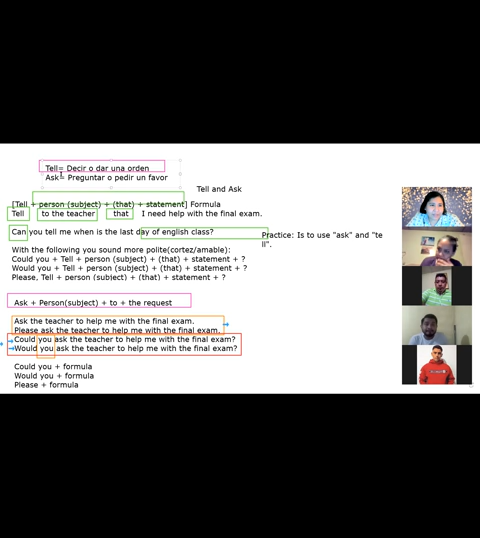 Tell= Decir o dar una orden
Ask= Preguntar o pedir un favor
Tell and Ask
[Tell + person (subject) + (that) + statement] Formula
Tell to the teacher that I need help with the final exam.
Can you tell me when is the last day of english class?
Practice: Is to use "ask" and "te
ll".
With the following you sound more polite(cortez/amable):
Could you + Tell + person (subject) + (that) + statement + ?
Would you + Tell + person (subject) + (that) + statement + ?
Please, Tell + person (subject) + (that) + statement + ?
Ask + Person(subject) + to + the request
Ask the teacher to help me with the final exam.
Please ask the teacher to help me with the final exam.
Could you ask the teacher to help me with the final exam?
Would you ask the teacher to help me with the final exam?
Could you + formula
Would you + formula
Please + formula